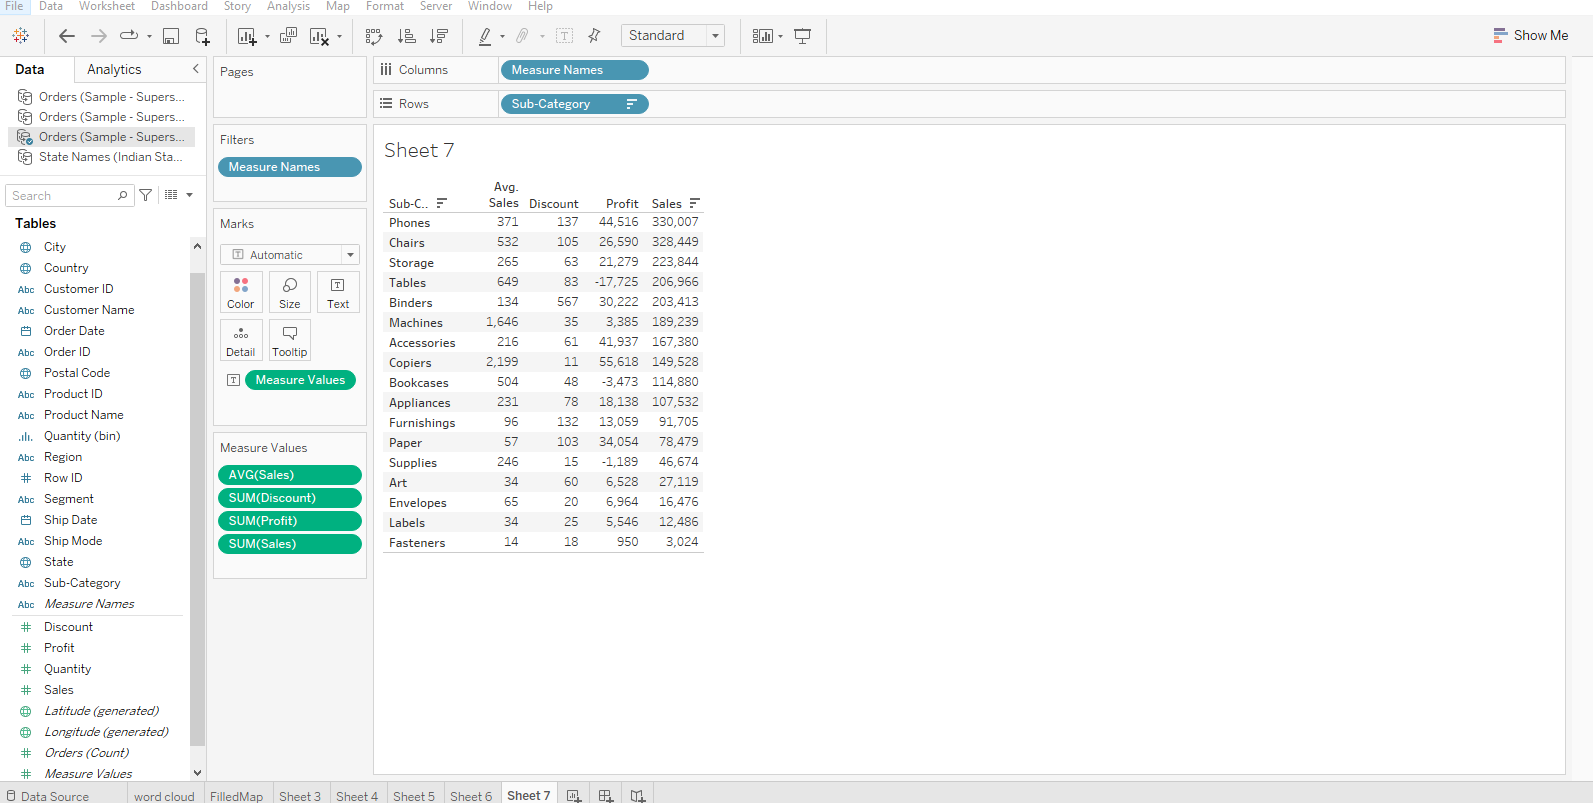 File Data Worksheet Dashboard Story Analysis Map Format Server Window Help
Standard
Show Me
Data Analytics
Orders (Sample - Supers...
Orders (Sample - Supers...
Orders (Sample - Supers...
State Names (Indian Sta...
Search
Tables
City
Country
Abc Customer ID
Abc Customer Name
Order Date
Abc Order ID
Postal Code
Abc Product ID
Abc Product Name
Quantity (bin)
Abc Region
# Row ID
Abc Segment
Ship Date
Abc Ship Mode
State
Abc Sub-Category
Abc Measure Names
# Discount
# Profit
# Quantity
# Sales
Latitude (generated)
Longitude (generated)
# Orders (Count)
# Measure Values
Pages
Filters
Measure Names
Marks
T Automatic
Color Size T Text
Detail Tooltip
T Measure Values
Measure Values
AVG(Sales)
SUM(Discount)
SUM(Profit)
SUM(Sales)
Columns Measure Names
Rows Sub-Category
Sheet 7
Avg.
Sub-C.. Sales Discount Profit Sales
Phones 371 137 44,516 330,007
Chairs 532 105 26,590 328,449
Storage 265 63 21,279 223,844
Tables 649 83 -17,725 206,966
Binders 134 567 30,222 203,413
Machines 1,646 35 3,385 189,239
Accessories 216 61 41,937 167,380
Copiers 2,199 11 55,618 149,528
Bookcases 504 48 -3,473 114,880
Appliances 231 78 18,138 107,532
Furnishings 96 132 13,059 91,705
Paper 57 103 34,054 78,479
Supplies 246 15 -1,189 46,674
Art 34 60 6,528 27,119
Envelopes 65 20 6,964 16,476
Labels 34 25 5,546 12,486
Fasteners 14 18 950 3,024
Data Source word cloud FilledMap Sheet 3 Sheet 4 Sheet 5 Sheet 6 Sheet 7